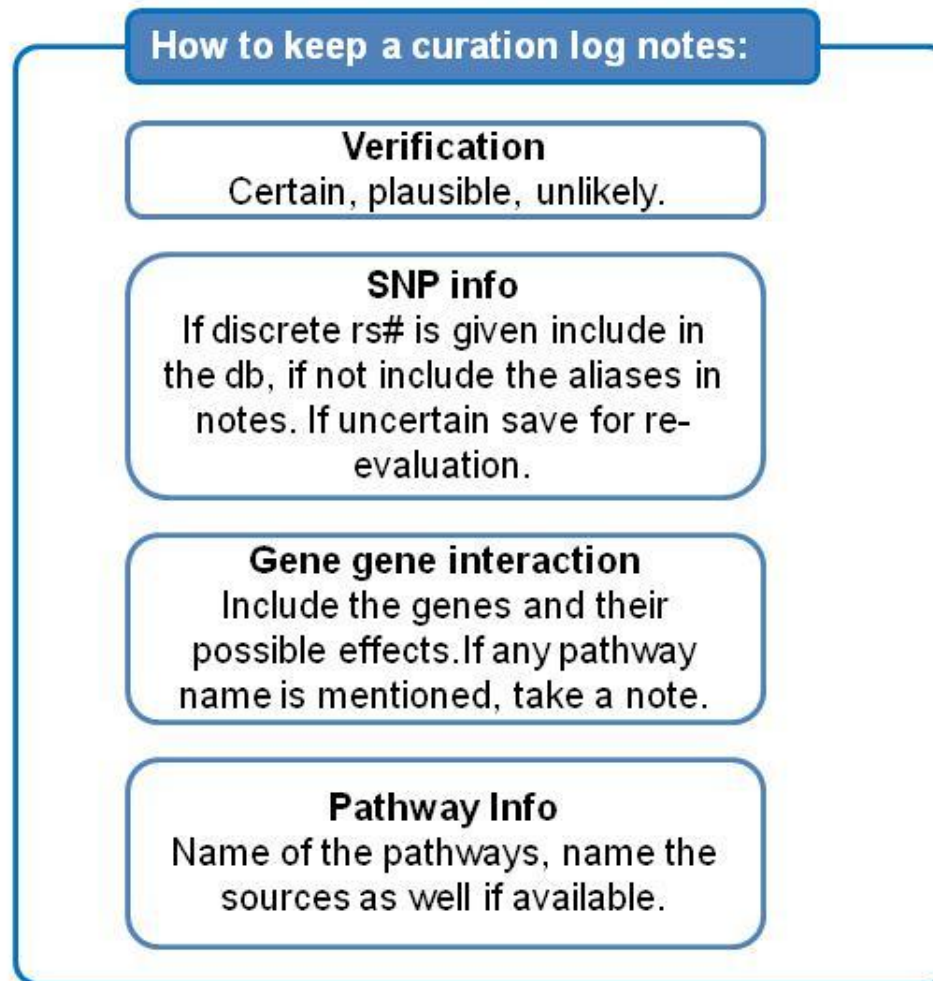 How to keep a curation log notes:
Verification
Certain, plausible, unlikely.
SNP info
If discrete rs# is given include in
the db, if not include the aliases in
notes. If uncertain save for re-
evaluation.
Gene gene interaction
Include the genes and their
possible effects.If any pathway
name is mentioned, take a note.
Pathway Info
Name of the pathways, name the
sources as well if available.